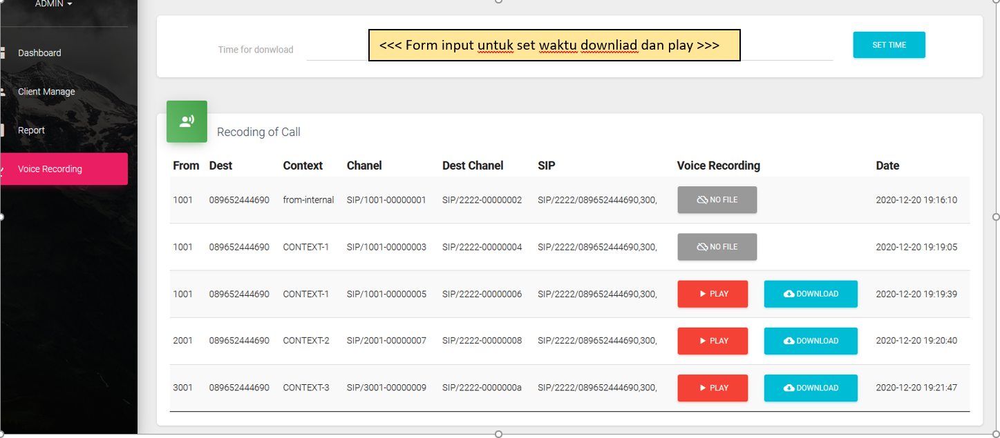 ADMIN
Dashboard
Client Manage
Report
Voice Recording
Time for donwload
<<< Form input untuk set waktu downliad dan play >>>
SET TIME
Recoding of Call
From Dest Context Chanel Dest Chanel SIP Voice Recording Date
1001 089652444690 from-internal SIP/1001-00000001 SIP/2222-00000002 SIP/2222/089652444690,300, NO FILE 2020-12-20 19:16:10
1001 089652444690 CONTEXT-1 SIP/1001-00000003 SIP/2222-00000004 SIP/2222/089652444690,300, NO FILE 2020-12-20 19:19:05
1001 089652444690 CONTEXT-1 SIP/1001-00000005 SIP/2222-00000006 SIP/2222/089652444690,300, PLAY DOWNLOAD 2020-12-20 19:19:39
2001 089652444690 CONTEXT-2 SIP/2001-00000007 SIP/2222-00000008 SIP/2222/089652444690,300, PLAY DOWNLOAD 2020-12-20 19:20:40
3001 089652444690 CONTEXT-3 SIP/3001-00000009 SIP/2222-0000000a SIP/2222/089652444690,300, PLAY DOWNLOAD 2020-12-20 19:21:47